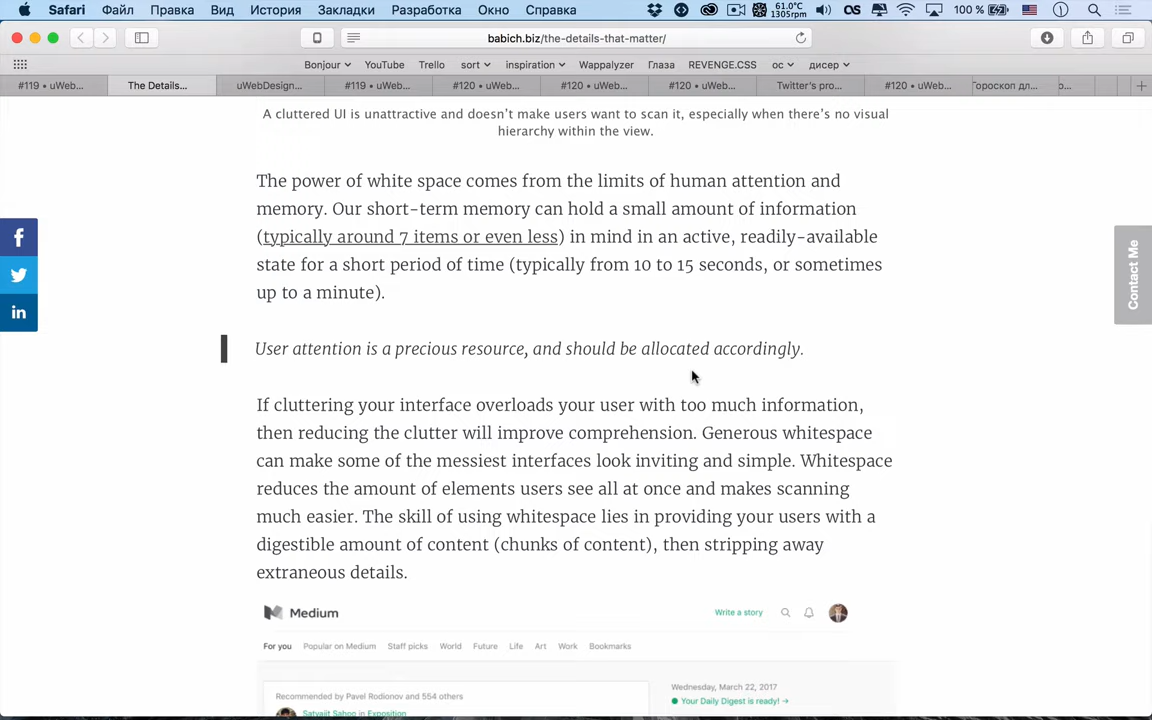 Safari Файл Правка Вид История Закладки Разработка Окно Справка 61.0°C 1305rpm 100 %
babich.biz/the-details-that-matter/
Bonjour YouTube Trello sort inspiration Wappalyzer Глаза REVENGE.CSS ос дисер
#119 • uWeb... The Details... uWebDesign... #119 • uWeb... #120 • uWeb... #120 • uWeb... #120 • uWeb... Twitter's pro... #120 • uWeb... Гороскоп дл...
A cluttered UI is unattractive and doesn't make users want to scan it, especially when there's no visual
hierarchy within the view.
The power of white space comes from the limits of human attention and
memory. Our short-term memory can hold a small amount of information
(typically around 7 items or even less) in mind in an active, readily-available
state for a short period of time (typically from 10 to 15 seconds, or sometimes
up to a minute).
User attention is a precious resource, and should be allocated accordingly.
If cluttering your interface overloads your user with too much information,
then reducing the clutter will improve comprehension. Generous whitespace
can make some of the messiest interfaces look inviting and simple. Whitespace
reduces the amount of elements users see all at once and makes scanning
much easier. The skill of using whitespace lies in providing your users with a
digestible amount of content (chunks of content), then stripping away
extraneous details.
Contact Me
Medium Write a story
For you Popular on Medium Staff picks World Future Life Art Work Bookmarks
Wednesday, March 22, 2017
Recommended by Pavel Rodionov and 554 others
Your Daily Digest is ready! →
Satyajit Sahoo in Exposition